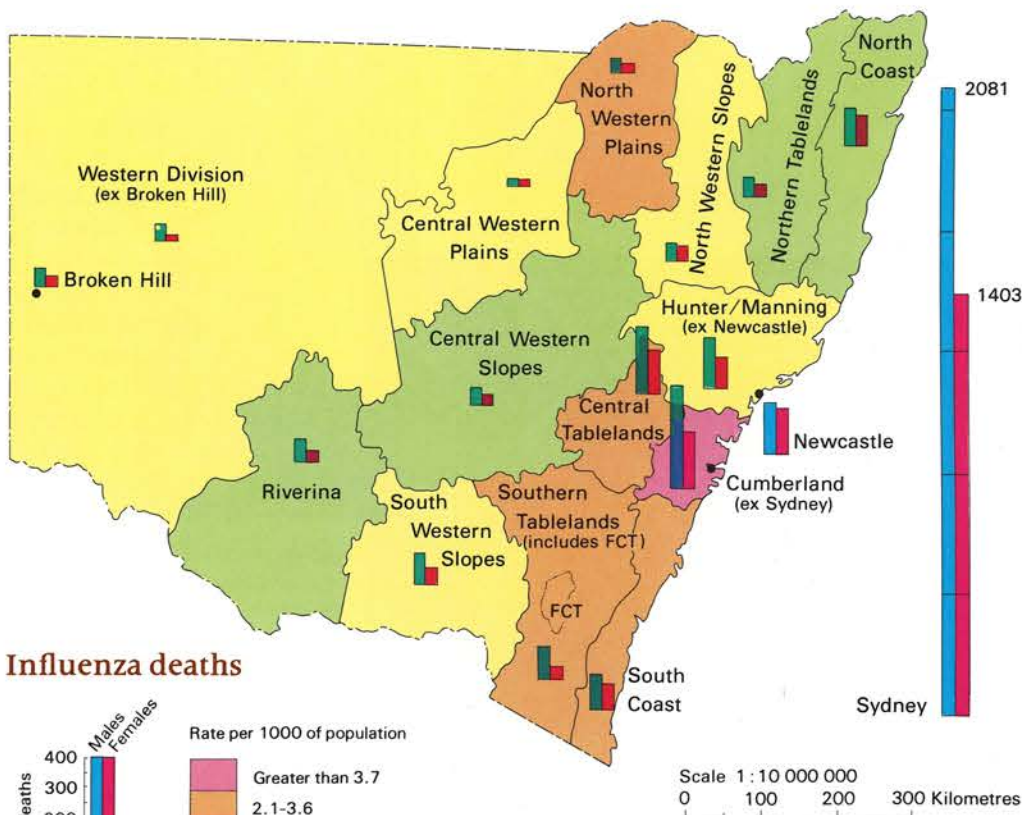 North
Coast
Northern Tablelands
North
Western
Plains
North Western Slopes
2081
Western Division
(ex Broken Hill)
Central Western
Plains
Broken Hill
1403
Hunter/Manning
(ex Newcastle)
Central Western
Slopes
Central
Tablelands
Newcastle
Cumberland
(ex Sydney)
Riverina
South
Western
Slopes
Southern
Tablelands
(includes FCT)
FCT
South
Coast
Sydney
Influenza deaths
Males
Females
400
300
Rate per 1000 of population
Greater than 3.7
2.1-3.6
Scale 1:10 000 000
0 100 200 300 Kilometres